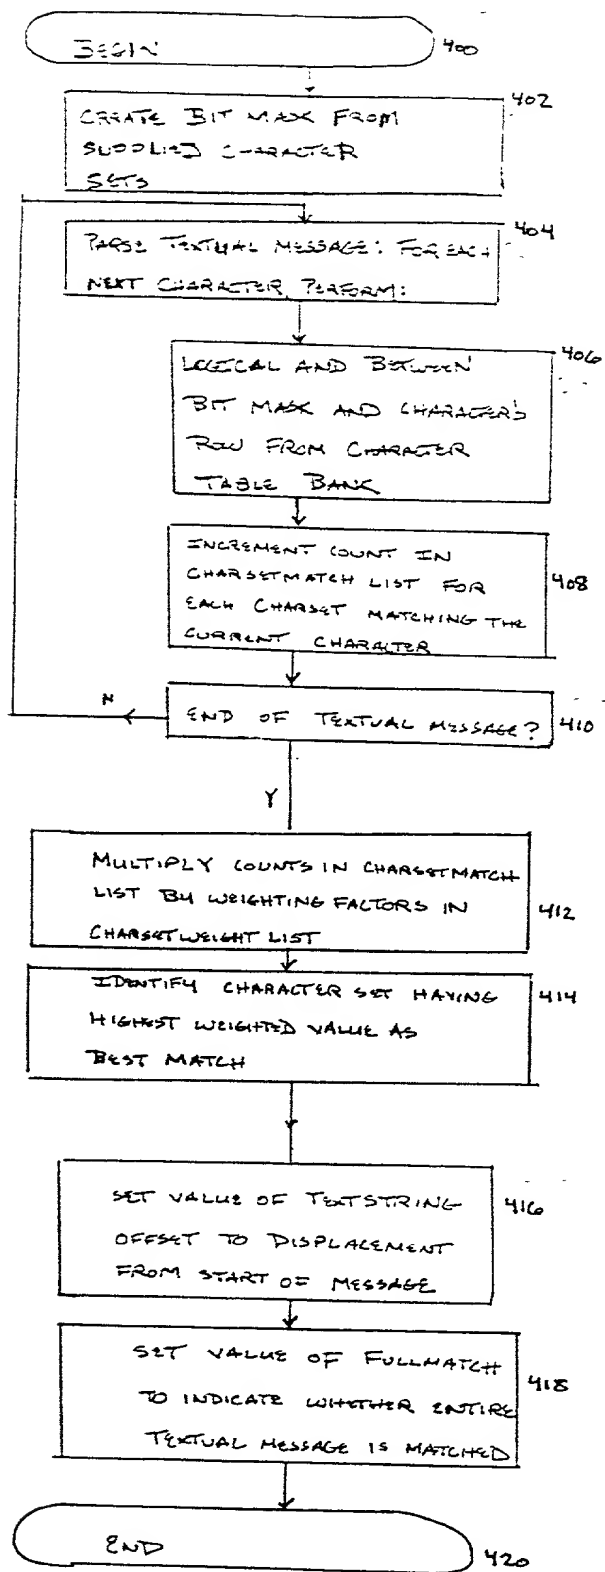 BEGIN 400
402
CREATE BIT MASK FROM
SUPPLIED CHARACTER
SETS
404
PARSE TEXTUAL MESSAGE: FOR EACH
NEXT CHARACTER PERFORM:
406
LOGICAL AND BETWEEN
BIT MASK AND CHARACTER'S
ROW FROM CHARACTER
TABLE BANK
INCREMENT COUNT IN
CHARSETMATCH LIST FOR 408
EACH CHARSET MATCHING THE
CURRENT CHARACTER
N
END OF TEXTUAL MESSAGE? 410
Y
MULTIPLY COUNTS IN CHARSETMATCH
LIST BY WEIGHTING FACTORS IN 412
CHARSETWEIGHT LIST
IDENTIFY CHARACTER SET HAVING 414
HIGHEST WEIGHTED VALUE AS
BEST MATCH
SET VALUE OF TEXTSTRING 416
OFFSET TO DISPLACEMENT
FROM START OF MESSAGE
SET VALUE OF FULLMATCH 418
TO INDICATE WHETHER ENTIRE
TEXTUAL MESSAGE IS MATCHED
END 420